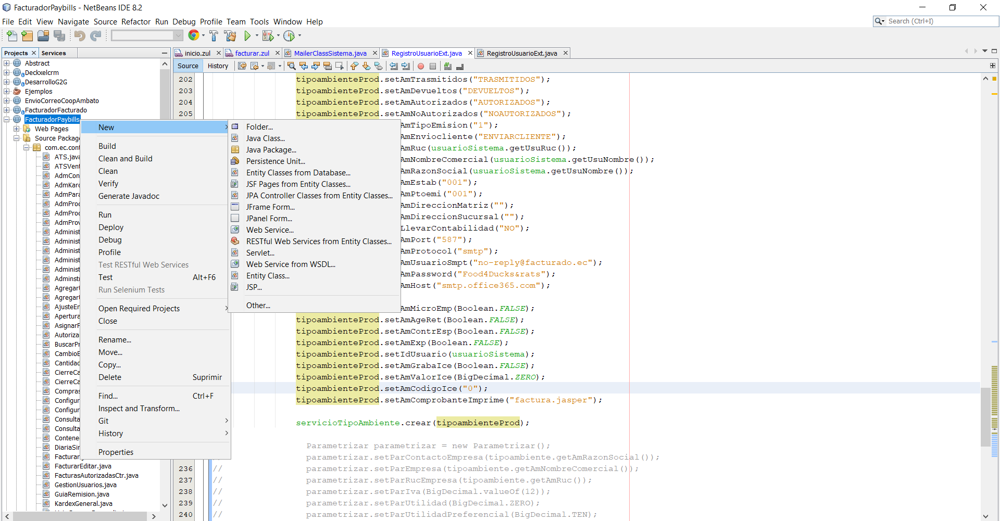 FacturadorPaybills - NetBeans IDE 8.2
File Edit View Navigate Source Refactor Run Debug Profile Team Tools Window Help
Search (Ctrl+I)
Projects
Services
inicio.zul
facturar.zul
MailerClassSistema.java
RegistroUsuarioExt.java
RegistroUsuarioExt.java
Source
History
Abstract
Deckxelcrm
DesarrolloG2G
Ejemplos
EnvioCorreoCoopAmbato
FacturadorFacturado
FacturadorPaybills
Web Pages
Source Package
com.ec.cont
ATS.java
ATSVent
AdmCon
AdmKard
AdmPara
AdmProd
AdmProd
AdmProv
Administ
Administ
Administ
Administ
Administ
Adminstr
AgregarU
AgregarU
AjusteEn
Apertura
AsignarF
Autoriza
BuscarPr
CambioE
Cantidad
CierreCa
CierreCa
Compras
Configur
Configur
Consulta
Consulta
Contene
DiariaSir
Facturar
FacturarEditar.java
FacturasAutorizadasCtr.java
GestionUsuarios.java
GuiaRemision.java
KardexGeneral.java
New
Build
Clean and Build
Clean
Verify
Generate Javadoc
Run
Deploy
Debug
Profile
Test RESTful Web Services
Test Alt+F6
Run Selenium Tests
Open Required Projects
Close
Rename...
Move...
Copy...
Delete Suprimir
Find... Ctrl+F
Inspect and Transform...
Git
History
Properties
Folder...
Java Class...
Java Package...
Persistence Unit...
Entity Classes from Database...
JSF Pages from Entity Classes...
JPA Controller Classes from Entity Classes...
JFrame Form...
JPanel Form...
Web Service...
RESTful Web Services from Entity Classes...
Servlet...
Web Service from WSDL...
Entity Class...
JSP...
Other...
202 tipoambienteProd.setAmTrasmitidos("TRASMITIDOS");
203 tipoambienteProd.setAmDevueltos("DEVUELTOS");
204 tipoambienteProd.setAmAutorizados("AUTORIZADOS");
205 tipoambienteProd.setAmNoAutorizados("NOAUTORIZADOS");
AmTipoEmision("1");
AmEnviocliente("ENVIARCLIENTE");
AmRuc(usuarioSistema.getUsuRuc());
AmNombreComercial(usuarioSistema.getUsuNombre());
AmRazonSocial(usuarioSistema.getUsuNombre());
AmEstab("001");
AmPtoemi("001");
AmDireccionMatriz("");
AmDireccionSucursal("");
LlevarContabilidad("NO");
AmPort("587");
AmProtocol("smtp");
AmUsuarioSmpt("no-reply@facturado.ec");
AmPassword("Food4Ducks&rats");
AmHost("smtp.office365.com");
AmMicroEmp(Boolean.FALSE);
tipoambienteProd.setAmAgeRet(Boolean.FALSE);
tipoambienteProd.setAmContrEsp(Boolean.FALSE);
tipoambienteProd.setAmExp(Boolean.FALSE);
tipoambienteProd.setIdUsuario(usuarioSistema);
tipoambienteProd.setAmGrabaIce(Boolean.FALSE);
tipoambienteProd.setAmValorIce(BigDecimal.ZERO);
tipoambienteProd.setAmCodigoIce("0");
tipoambienteProd.setAmComprobanteImprime("factura.jasper");
servicioTipoAmbiente.crear(tipoambienteProd);
Parametrizar parametrizar = new Parametrizar();
parametrizar.setParContactoEmpresa(tipoambiente.getAmRazonSocial());
236 // parametrizar.setParEmpresa(tipoambiente.getAmNombreComercial());
237 // parametrizar.setParRucEmpresa(tipoambiente.getAmRuc());
238 // parametrizar.setParIva(BigDecimal.valueOf(12));
239 // parametrizar.setParUtilidad(BigDecimal.ZERO);
240 // parametrizar.setParUtilidadPreferencial(BigDecimal.TEN);